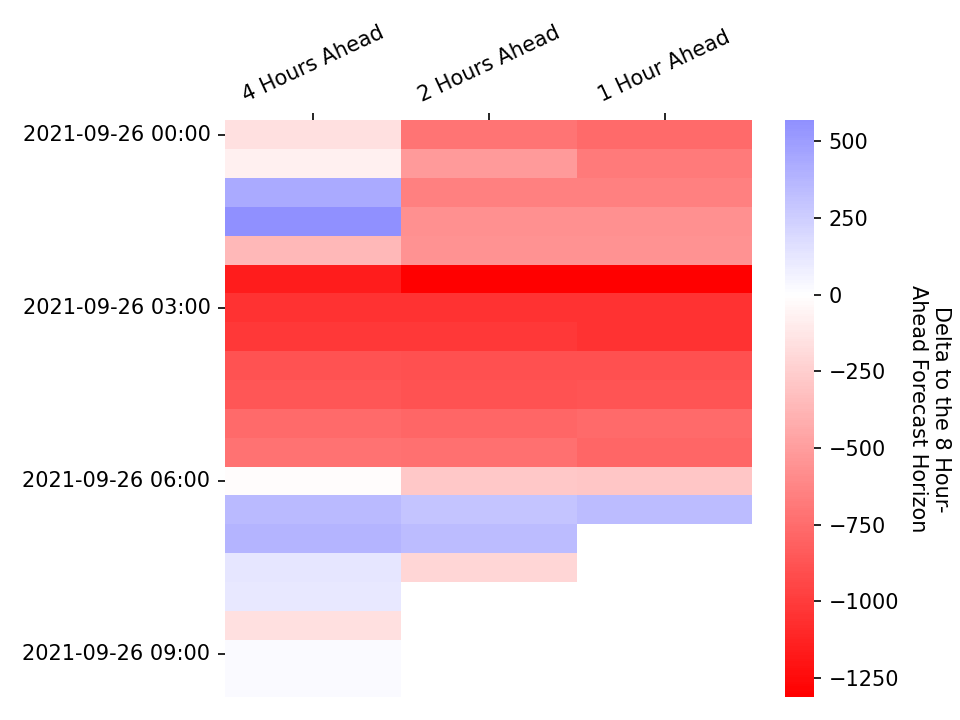 4 Hours Ahead
2 Hours Ahead
1 Hour Ahead
2021-09-26 00:00
2021-09-26 03:00
2021-09-26 06:00
2021-09-26 09:00
500
250
0
−250
−500
−750
−1000
−1250
Delta to the 8 Hour-
Ahead Forecast Horizon